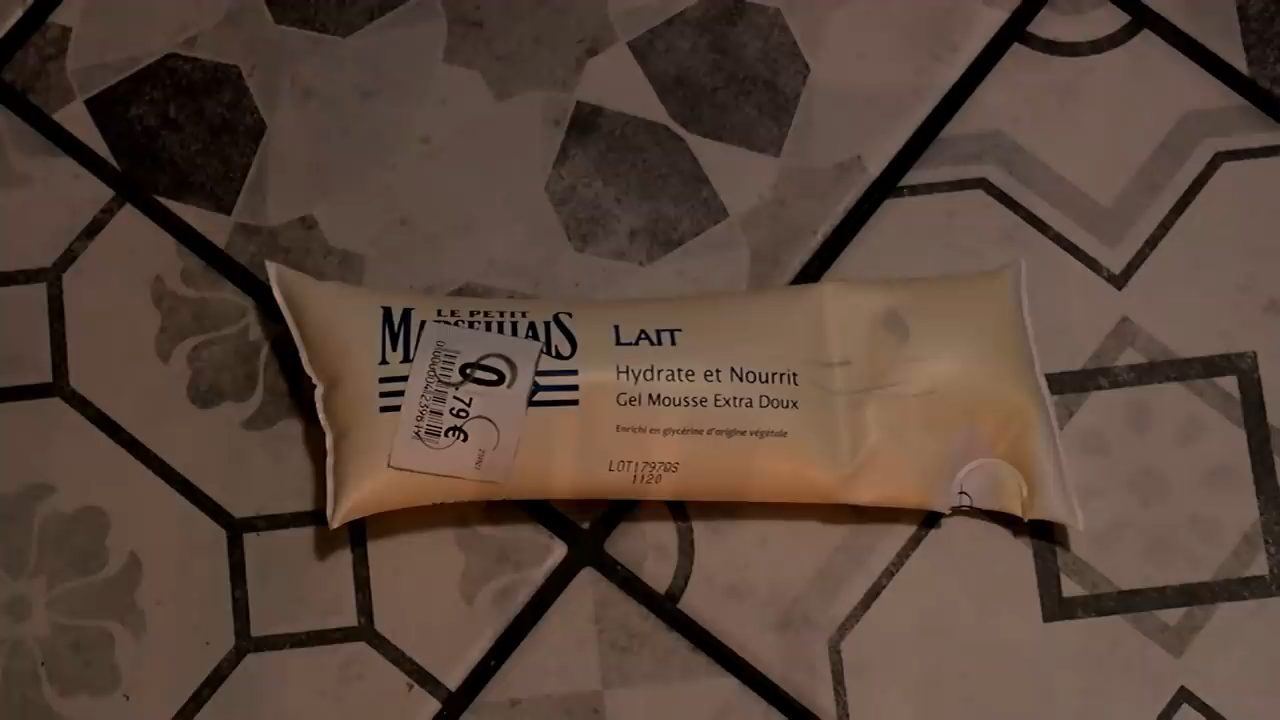 LE PETIT
MARSEILLAIS
0
79€
LAIT
Hydrate et Nourrit
Gel Mousse Extra Doux
Enrichi en glycérine d'origine végétale
LOT17970S
1120